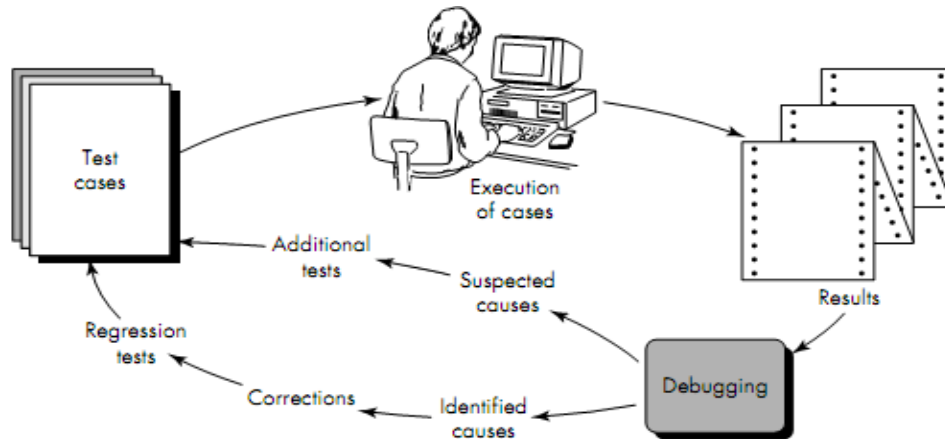 Test
cases
Execution
of cases
Results
Debugging
Suspected
causes
Additional
tests
Identified
causes
Corrections
Regression
tests